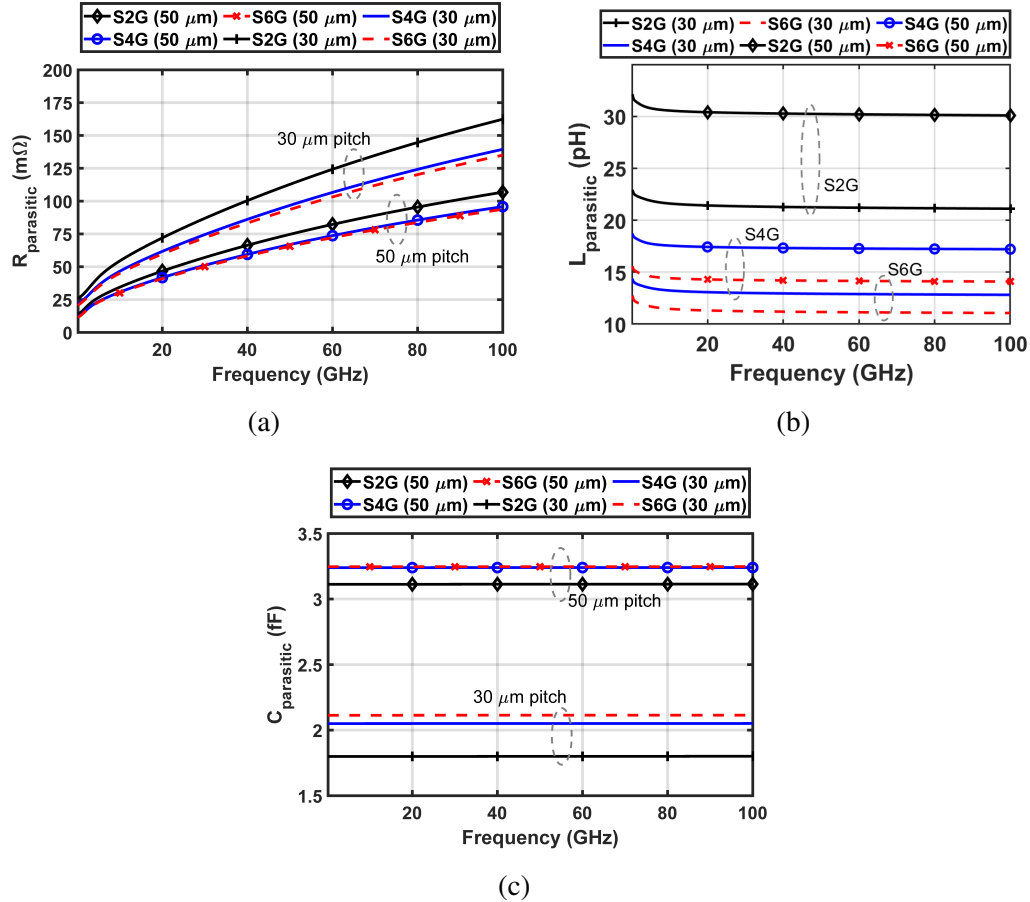 S2G (50 μm) S6G (50 μm) S4G (30 μm)
S4G (50 μm) S2G (30 μm) S6G (30 μm)
200
175
150
125
100
75
50
25
0
R_parasitic (mΩ)
30 μm pitch
50 μm pitch
20 40 60 80 100
Frequency (GHz)
(a)
S2G (30 μm) S6G (30 μm) S4G (50 μm)
S4G (30 μm) S2G (50 μm) S6G (50 μm)
30
25
20
15
10
L_parasitic (pH)
S2G
S4G
S6G
20 40 60 80 100
Frequency (GHz)
(b)
S2G (50 μm) S6G (50 μm) S4G (30 μm)
S4G (50 μm) S2G (30 μm) S6G (30 μm)
3.5
3
2.5
2
1.5
C_parasitic (fF)
50 μm pitch
30 μm pitch
20 40 60 80 100
Frequency (GHz)
(c)